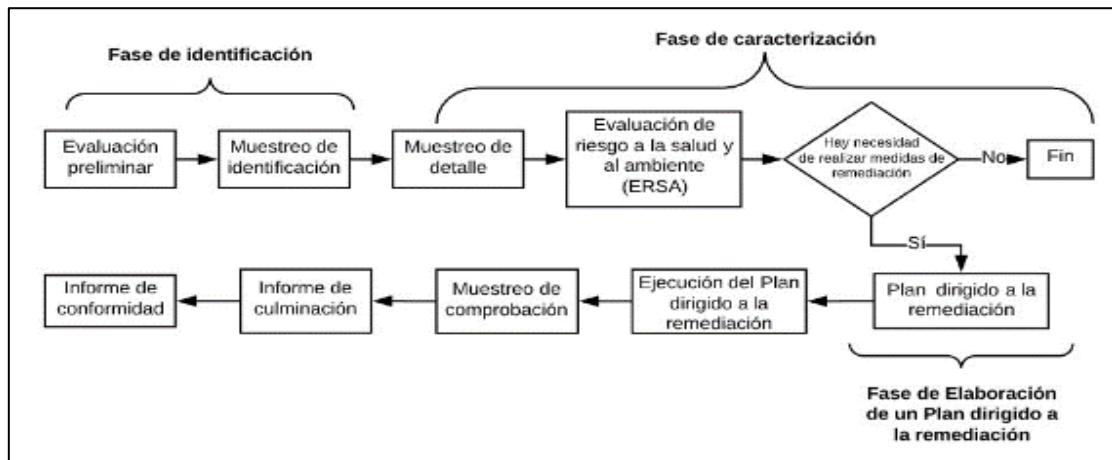 Fase de identificación
Fase de caracterización
Evaluación
preliminar
Muestreo de
identificación
Muestreo de
detalle
Evaluación de
riesgo a la salud y
al ambiente
(ERSA)
Hay necesidad
de realizar medidas de
remediación
No
Fin
Sí
Informe de
conformidad
Informe de
culminación
Muestreo de
comprobación
Ejecución del Plan
dirigido a la
remediación
Plan dirigido a la
remediación
Fase de Elaboración
de un Plan dirigido a
la remediación